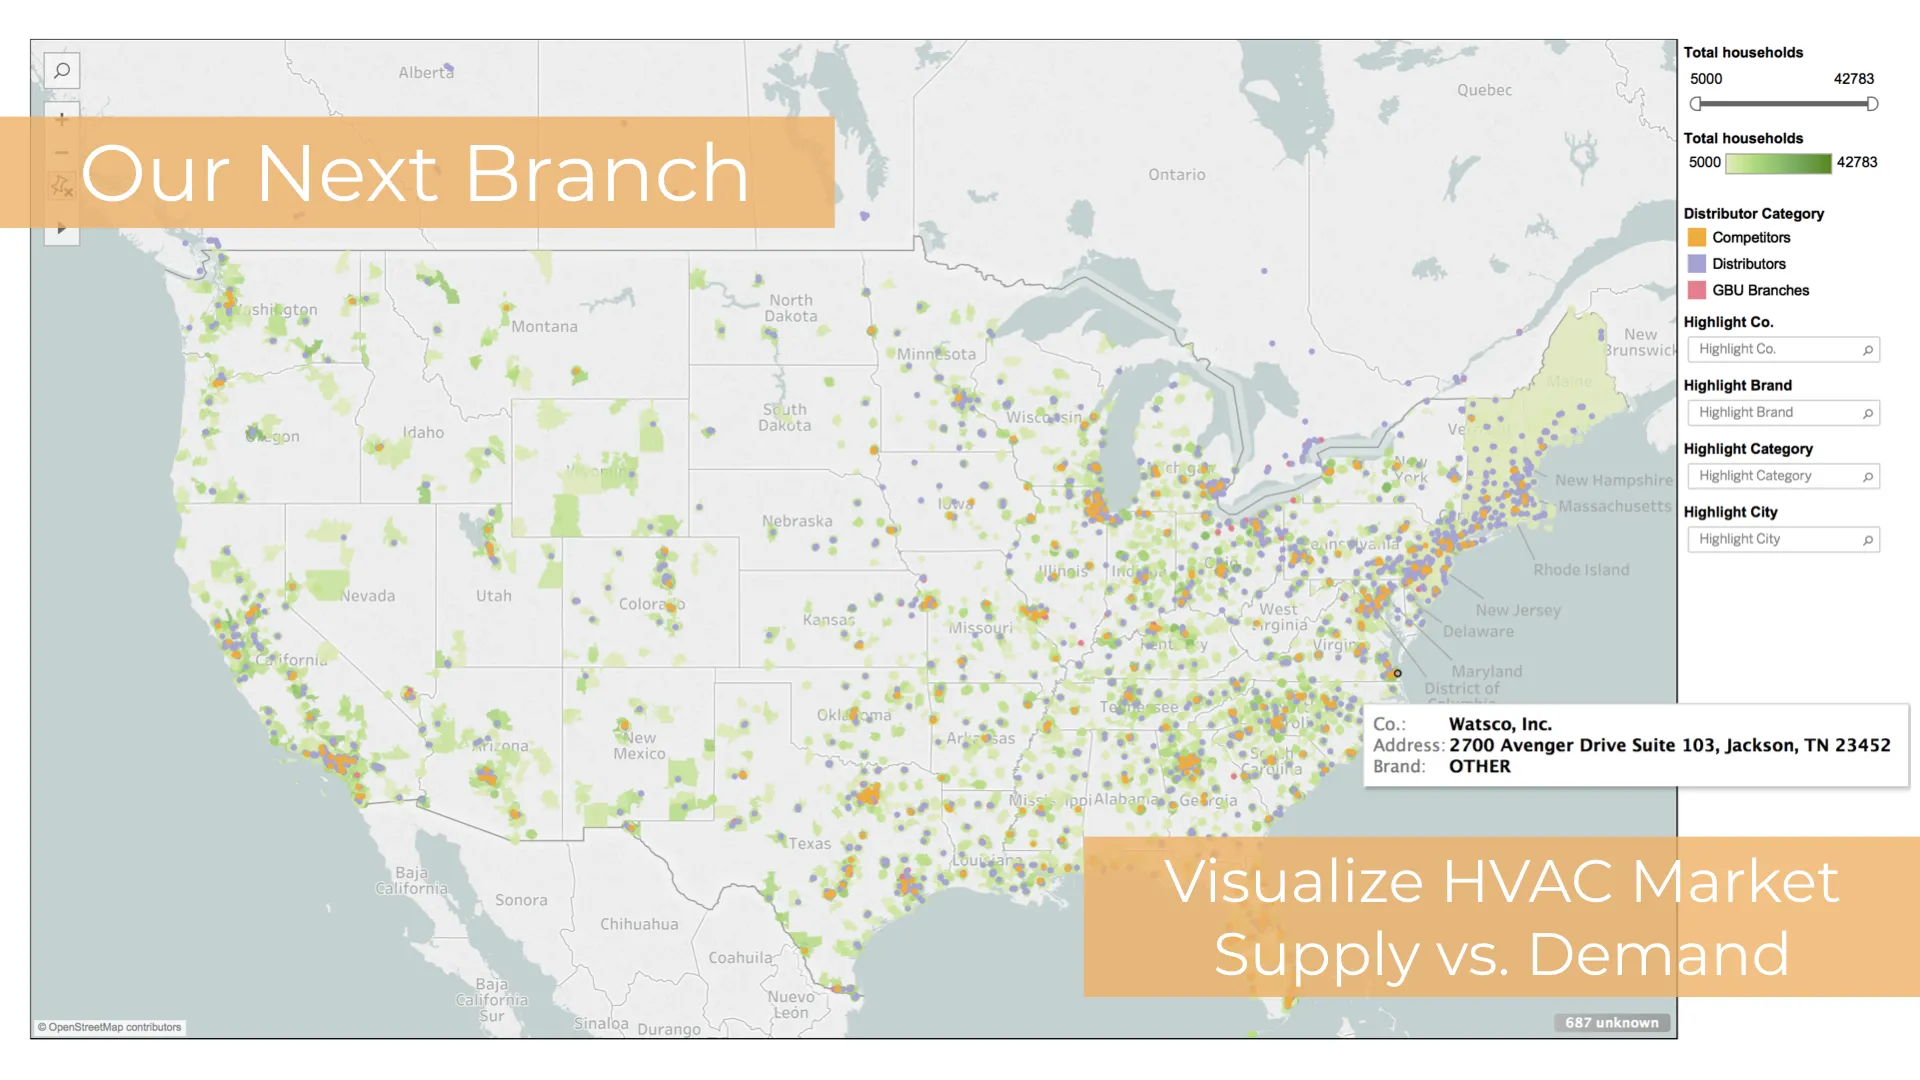 Our Next Branch
Alberta
Quebec
Ontario
Washington
Montana
North
Dakota
Minnesota
New
Brunswick
Maine
Oregon
Idaho
Wyoming
South
Dakota
Wisconsin
Michigan
New
York
New Hampshire
Massachusetts
Iowa
Nebraska
Pennsylvania
Rhode Island
Nevada
Utah
Colorado
Kansas
Missouri
Illinois
Indiana
Ohio
West
Virginia
Virginia
Kentucky
New Jersey
Delaware
Maryland
District of
Columbia
California
Arizona
New
Mexico
Oklahoma
Arkansas
Tennessee
South
Carolina
Mississippi
Alabama
Georgia
Texas
Louisiana
Baja
California
Sonora
Chihuahua
Coahuila
Baja
California
Sur
Nuevo
León
Sinaloa
Durango
© OpenStreetMap contributors
687 unknown
Co.: Watsco, Inc.
Address: 2700 Avenger Drive Suite 103, Jackson, TN 23452
Brand: OTHER
Visualize HVAC Market
Supply vs. Demand
Total households
5000 42783
Total households
5000 42783
Distributor Category
Competitors
Distributors
GBU Branches
Highlight Co.
Highlight Co.
Highlight Brand
Highlight Brand
Highlight Category
Highlight Category
Highlight City
Highlight City